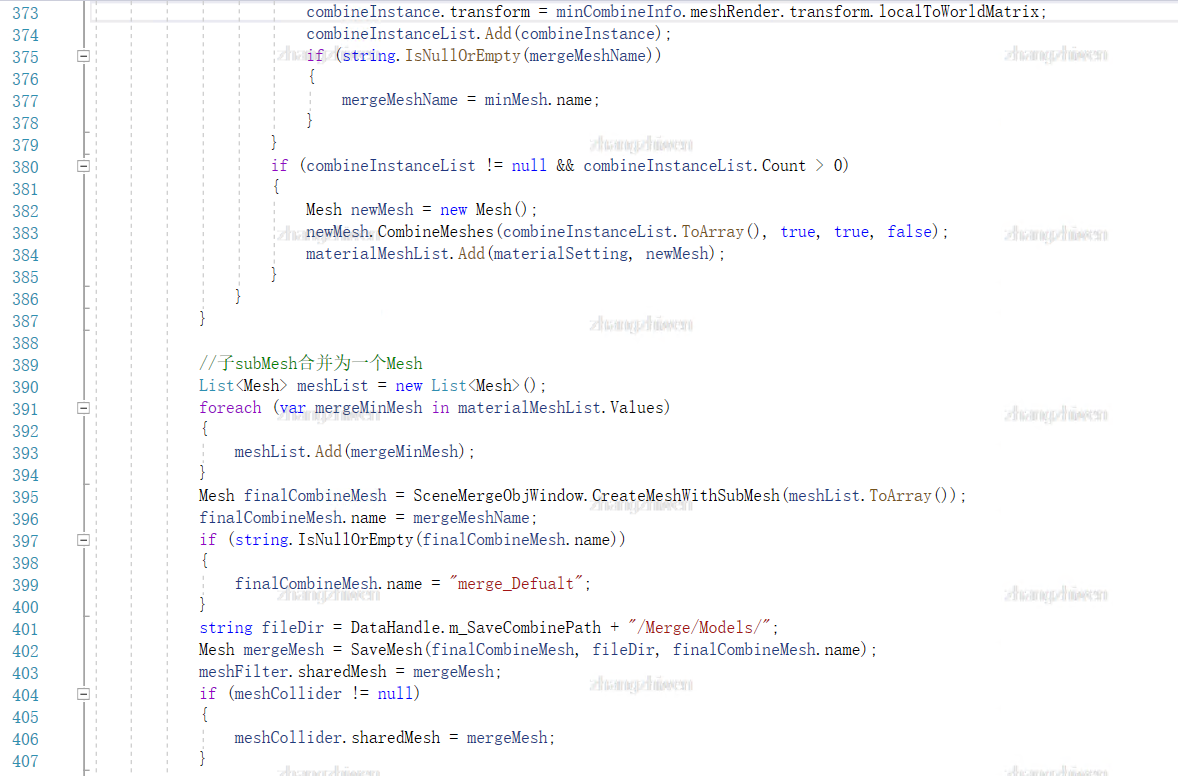 373 combineInstance.transform = minCombineInfo.meshRender.transform.localToWorldMatrix;
374 combineInstanceList.Add(combineInstance);
375 if (string.IsNullOrEmpty(mergeMeshName))
376 {
377 mergeMeshName = minMesh.name;
378 }
379 }
380 if (combineInstanceList != null && combineInstanceList.Count > 0)
381 {
382 Mesh newMesh = new Mesh();
383 newMesh.CombineMeshes(combineInstanceList.ToArray(), true, true, false);
384 materialMeshList.Add(materialSetting, newMesh);
385 }
386 }
387 }
388
389 //子subMesh合并为一个Mesh
390 List<Mesh> meshList = new List<Mesh>();
391 foreach (var mergeMinMesh in materialMeshList.Values)
392 {
393 meshList.Add(mergeMinMesh);
394 }
395 Mesh finalCombineMesh = SceneMergeObjWindow.CreateMeshWithSubMesh(meshList.ToArray());
396 finalCombineMesh.name = mergeMeshName;
397 if (string.IsNullOrEmpty(finalCombineMesh.name))
398 {
399 finalCombineMesh.name = "merge_Defualt";
400 }
401 string fileDir = DataHandle.m_SaveCombinePath + "/Merge/Models/";
402 Mesh mergeMesh = SaveMesh(finalCombineMesh, fileDir, finalCombineMesh.name);
403 meshFilter.sharedMesh = mergeMesh;
404 if (meshCollider != null)
405 {
406 meshCollider.sharedMesh = mergeMesh;
407 }